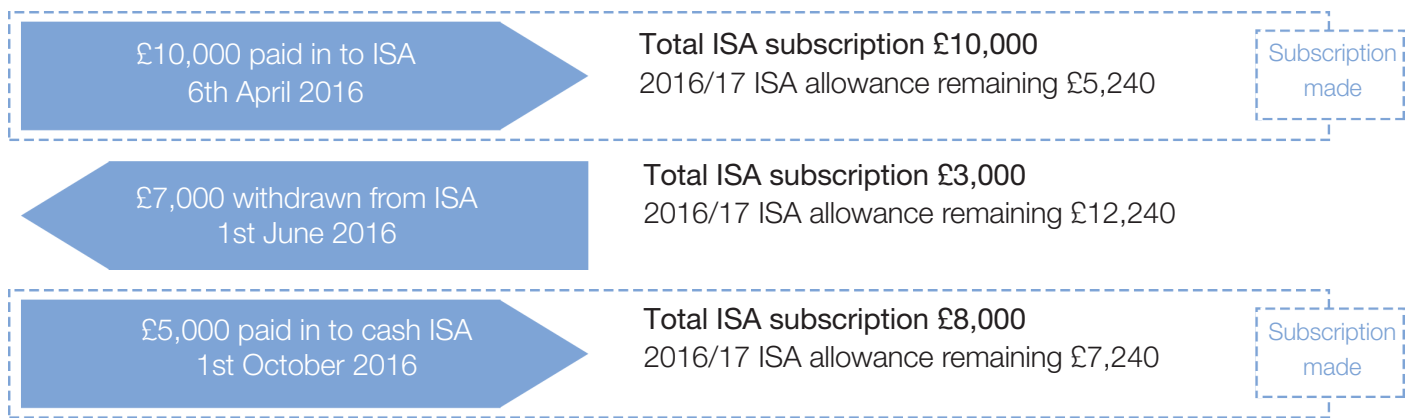 £10,000 paid in to ISA
6th April 2016
Total ISA subscription £10,000
2016/17 ISA allowance remaining £5,240
Subscription
made
£7,000 withdrawn from ISA
1st June 2016
Total ISA subscription £3,000
2016/17 ISA allowance remaining £12,240
£5,000 paid in to cash ISA
1st October 2016
Total ISA subscription £8,000
2016/17 ISA allowance remaining £7,240
Subscription
made